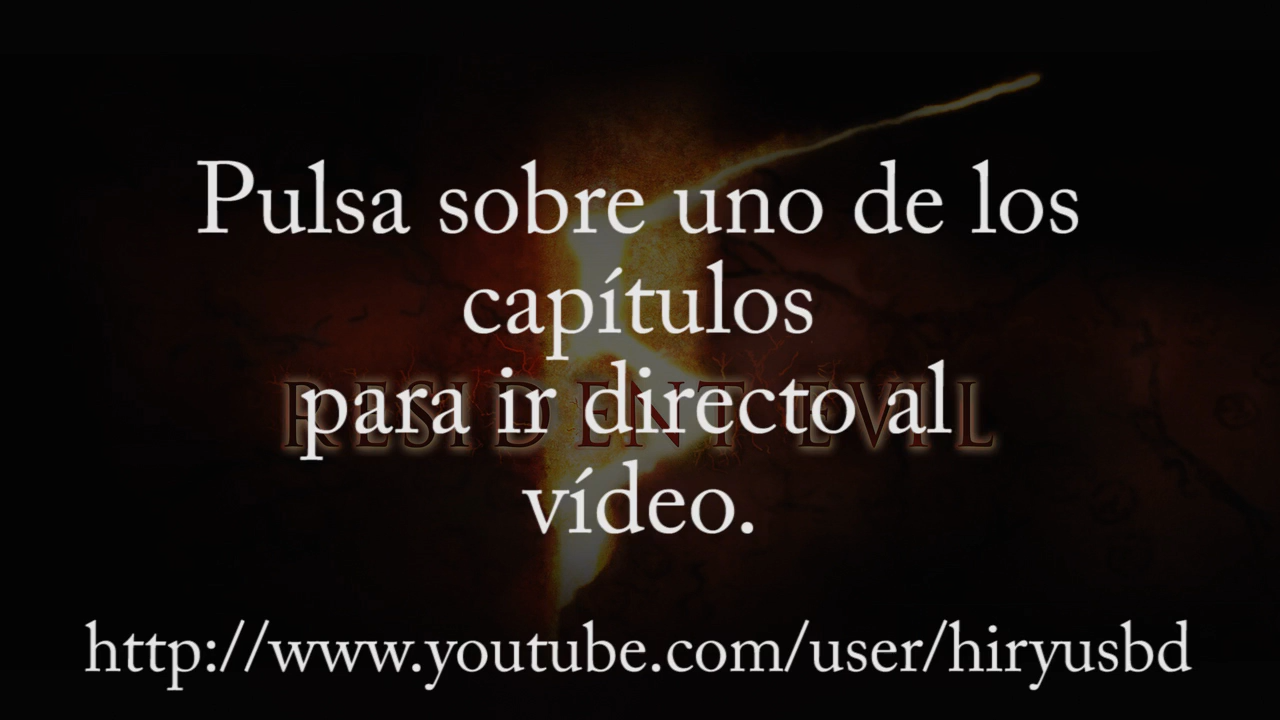 Pulsa sobre uno de los
capítulos
para ir directo al
vídeo.
RESIDENT EVIL
http://www.youtube.com/user/hiryusbd